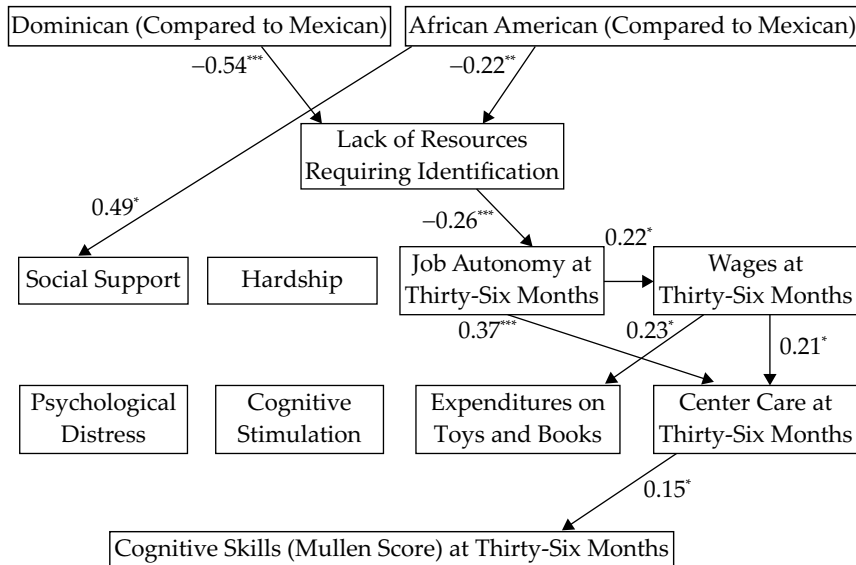 Dominican (Compared to Mexican)
African American (Compared to Mexican)
−0.54***
−0.22**
Lack of Resources
Requiring Identification
0.49*
−0.26***
0.22*
Social Support
Hardship
Job Autonomy at
Thirty-Six Months
Wages at
Thirty-Six Months
0.37***
0.23*
0.21*
Psychological
Distress
Cognitive
Stimulation
Expenditures on
Toys and Books
Center Care at
Thirty-Six Months
0.15*
Cognitive Skills (Mullen Score) at Thirty-Six Months